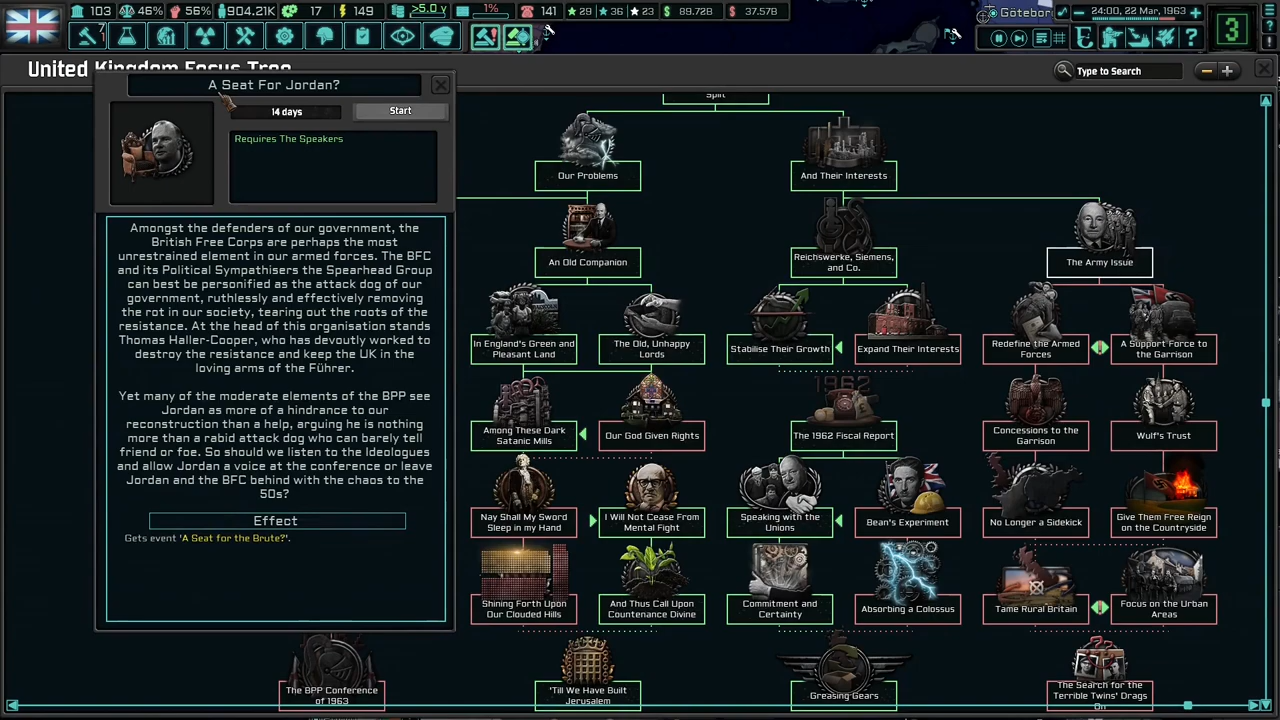 103 46% 56% 904.21K 17 149 >5.0 y 1% 141 29 36 23 $ 89.72B $ 37.57B
Göteborg 24:00, 22 Mar, 1963
7
3
United Kingdom Focus Tree
Type to Search
A Seat For Jordan?
14 days
Start
Requires The Speakers
Amongst the defenders of our government, the
British Free Corps are perhaps the most
unrestrained element in our armed forces. The BFC
and its Political Sympathisers the Spearhead Group
can best be personified as the attack dog of our
government, ruthlessly and effectively removing
the rot in our society, tearing out the roots of the
resistance. At the head of this organisation stands
Thomas Haller-Cooper, who has devoutly worked to
destroy the resistance and keep the UK in the
loving arms of the Führer.
Yet many of the moderate elements of the BPP see
Jordan as more of a hindrance to our
reconstruction than a help, arguing he is nothing
more than a rabid attack dog who can barely tell
friend or foe. So should we listen to the Ideologues
and allow Jordan a voice at the conference or leave
Jordan and the BFC behind with the chaos to the
50s?
Effect
Gets event 'A Seat for the Brute?'.
Split
Our Problems
And Their Interests
An Old Companion
Reichswerke, Siemens,
and Co.
The Army Issue
In England's Green and
Pleasant Land
The Old, Unhappy
Lords
Stabilise Their Growth
Expand Their Interests
Redefine the Armed
Forces
A Support Force to
the Garrison
1962
Among These Dark
Satanic Mills
Our God Given Rights
The 1962 Fiscal Report
Concessions to the
Garrison
Wulf's Trust
Nay Shall My Sword
Sleep in my Hand
I Will Not Cease From
Mental Fight
Speaking with the
Unions
Bean's Experiment
No Longer a Sidekick
Give Them Free Reign
on the Countryside
Shining Forth Upon
Our Clouded Hills
And Thus Call Upon
Countenance Divine
Commitment and
Certainty
Absorbing a Colossus
Tame Rural Britain
Focus on the Urban
Areas
The BPP Conference
of 1963
'Till We Have Built
Jerusalem
Greasing Gears
The Search for the
Terrible Twins' Drags
On